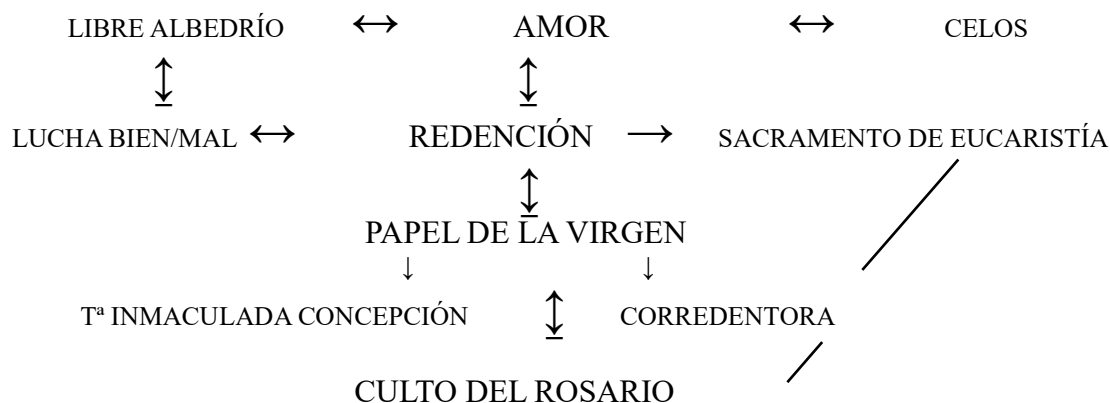 LIBRE ALBEDRÍO ↔ AMOR ↔ CELOS
↕ ↕
LUCHA BIEN/MAL ↔ REDENCIÓN → SACRAMENTO DE EUCARISTÍA
↕
PAPEL DE LA VIRGEN
↓ ↓
Tª INMACULADA CONCEPCIÓN ↕ CORREDENTORA
CULTO DEL ROSARIO